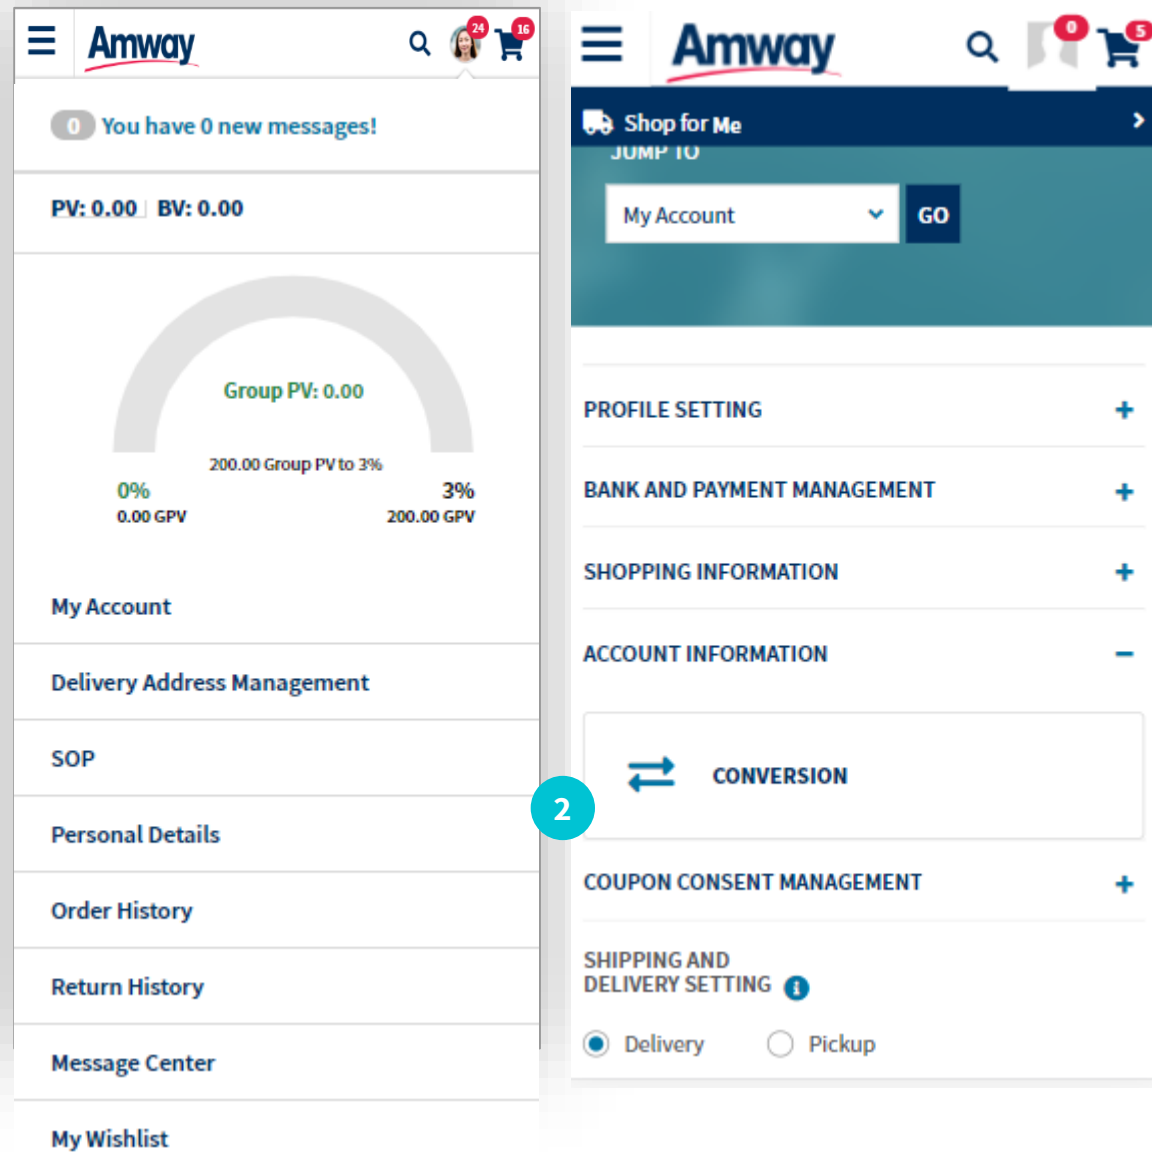 Amway
24
16
0 You have 0 new messages!
PV: 0.00 BV: 0.00
Group PV: 0.00
200.00 Group PV to 3%
0% 3%
0.00 GPV 200.00 GPV
My Account
Delivery Address Management
SOP
Personal Details
Order History
Return History
Message Center
My Wishlist
2
Amway
0
5
Shop for Me
JUMP TO
My Account
GO
PROFILE SETTING
BANK AND PAYMENT MANAGEMENT
SHOPPING INFORMATION
ACCOUNT INFORMATION
CONVERSION
COUPON CONSENT MANAGEMENT
SHIPPING AND
DELIVERY SETTING i
Delivery Pickup